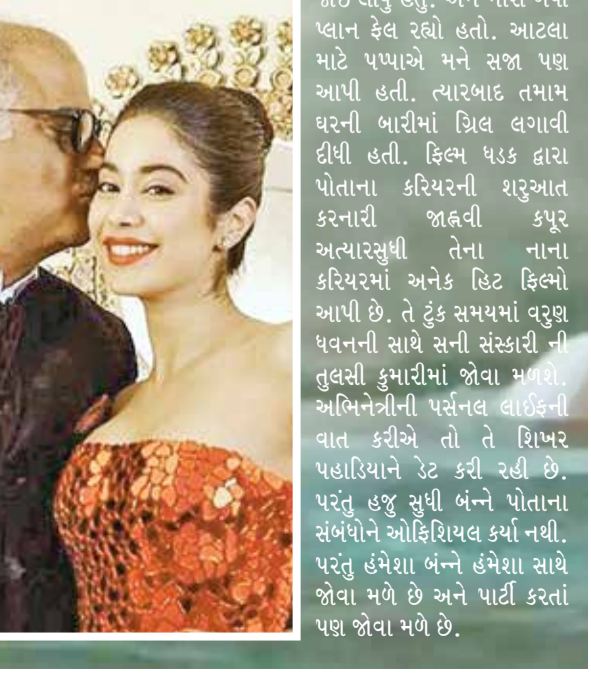 પ્લાન ફેલ રહ્યો હતો. આટલા
માટે પપ્પાએ મને સજા પણ
આપી હતી. ત્યારબાદ તમામ
ઘરની બારીમાં ગ્રિલ લગાવી
દીધી હતી. ફિલ્મ ધડક દ્વારા
પોતાના કરિયરની શરુઆત
કરનારી જાહ્નવી કપૂર
અત્યારસુધી તેના નાના
કરિયરમાં અનેક હિટ ફિલ્મો
આપી છે. તે ટુંક સમયમાં વરુણ
ધવનની સાથે સની સંસ્કારી ની
તુલસી કુમારીમાં જોવા મળશે.
અભિનેત્રીની પર્સનલ લાઈફની
વાત કરીએ તો તે શિખર
પહાડિયાને ડેટ કરી રહી છે.
પરંતુ હજુ સુધી બંન્ને પોતાના
સંબંધોને ઓફિશિયલ કર્યા નથી.
પરંતુ હંમેશા બંન્ને હંમેશા સાથે
જોવા મળે છે અને પાર્ટી કરતાં
પણ જોવા મળે છે.